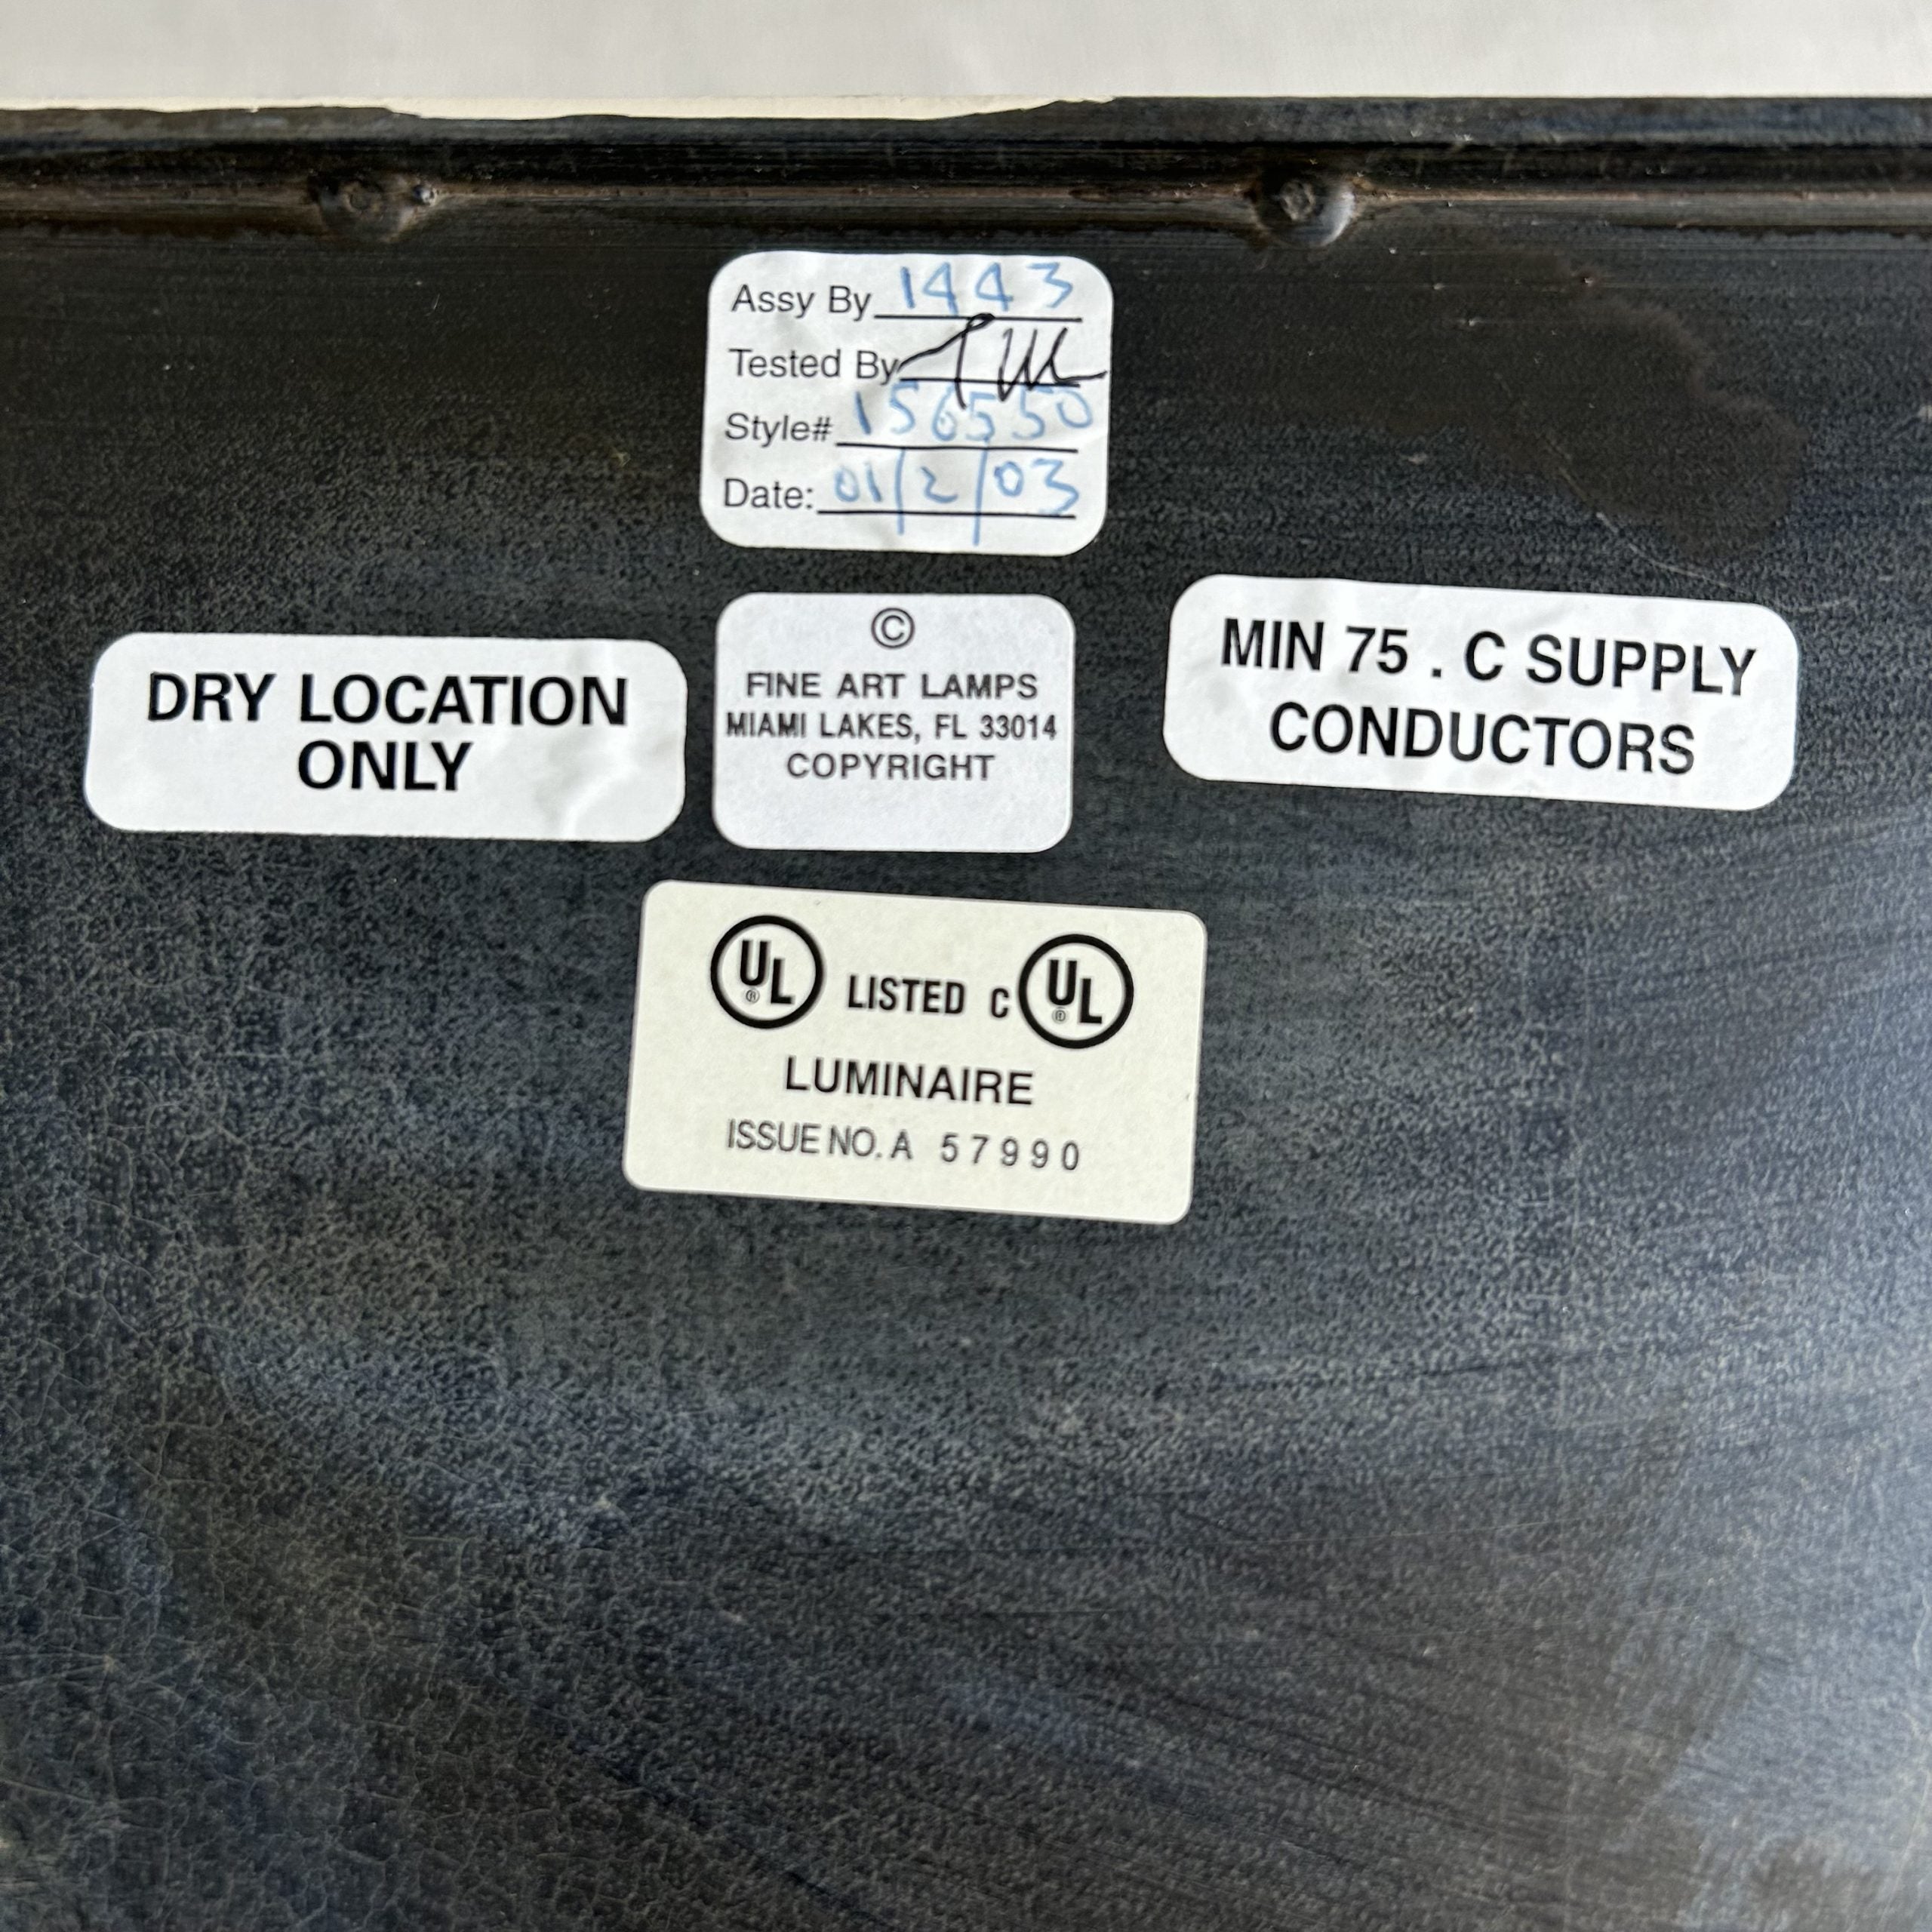 Assy By 1443
Tested By
Style# 156550
Date: 01/2/03
DRY LOCATION
ONLY
©
FINE ART LAMPS
MIAMI LAKES, FL 33014
COPYRIGHT
MIN 75 . C SUPPLY
CONDUCTORS
UL® LISTED C UL®
LUMINAIRE
ISSUE NO. A 57990